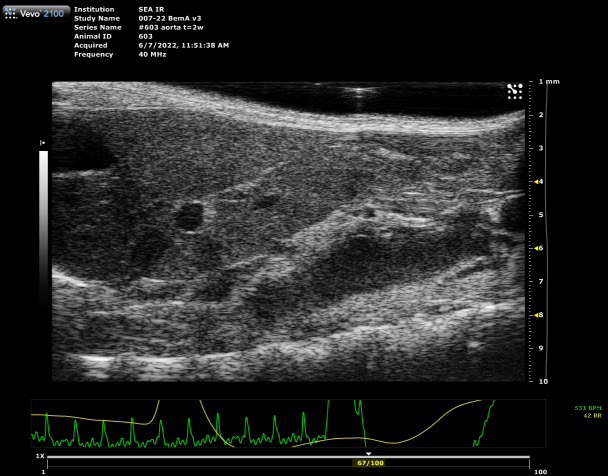 Vevo 2100
Institution SEA IR
Study Name 007-22 BemA v3
Series Name #603 aorta t=2w
Animal ID 603
Acquired 6/7/2022, 11:51:38 AM
Frequency 40 MHz
1 mm
2
3
4
5
6
7
8
9
10
533 BPM
42 RR
1X
67/100
1
100